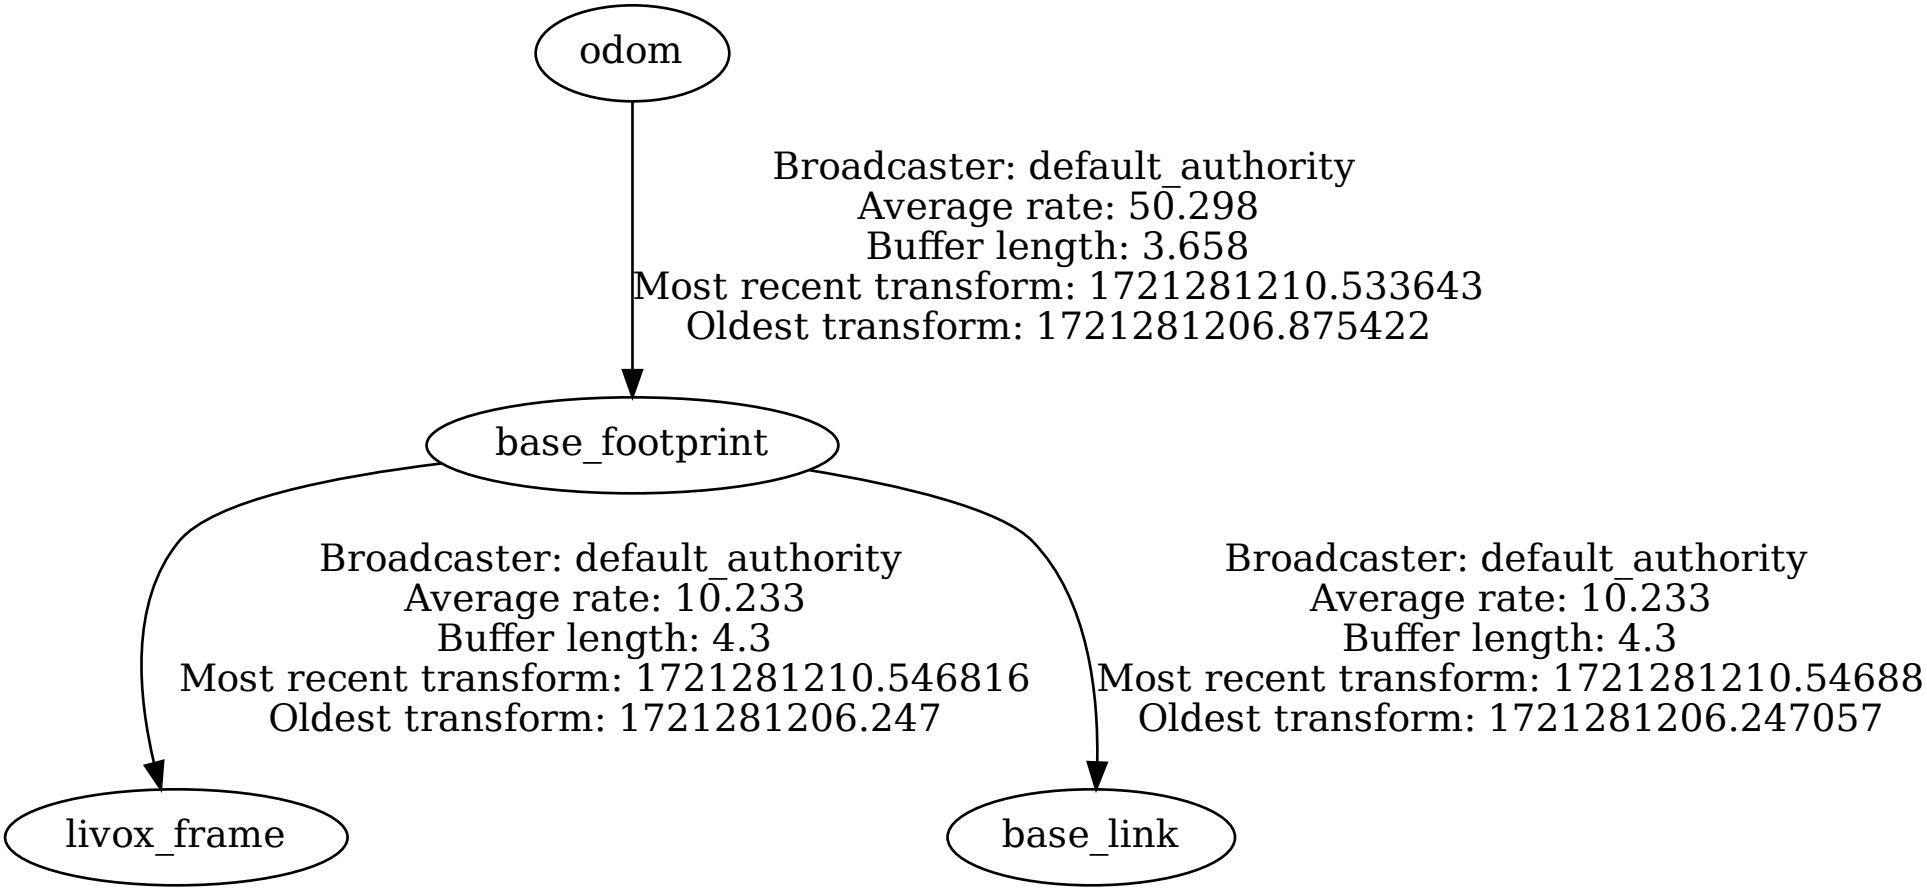 odom
Broadcaster: default_authority
Average rate: 50.298
Buffer length: 3.658
Most recent transform: 1721281210.533643
Oldest transform: 1721281206.875422
base_footprint
Broadcaster: default_authority
Average rate: 10.233
Buffer length: 4.3
Most recent transform: 1721281210.546816
Oldest transform: 1721281206.247
Broadcaster: default_authority
Average rate: 10.233
Buffer length: 4.3
Most recent transform: 1721281210.54688
Oldest transform: 1721281206.247057
livox_frame
base_link